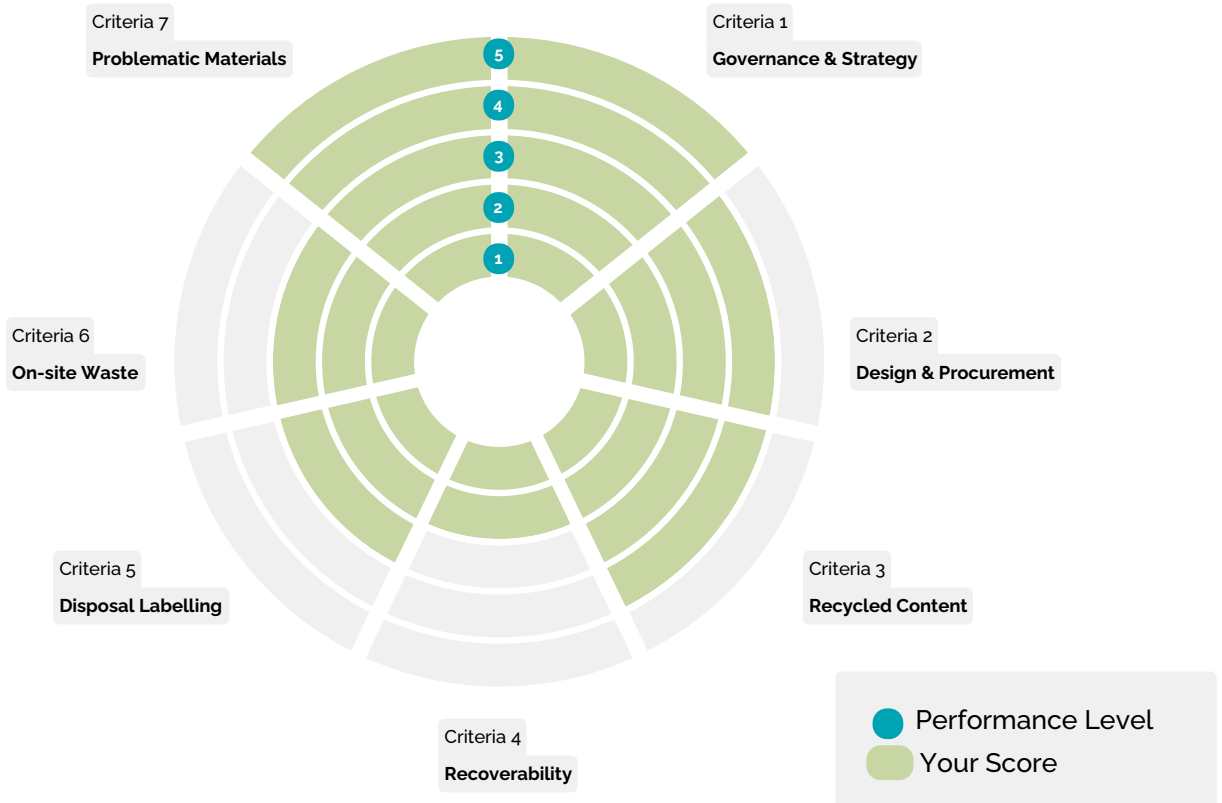 Criteria 7
Problematic Materials
Criteria 1
Governance & Strategy
5
4
3
2
1
Criteria 6
On-site Waste
Criteria 2
Design & Procurement
Criteria 5
Disposal Labelling
Criteria 3
Recycled Content
Criteria 4
Recoverability
Performance Level
Your Score